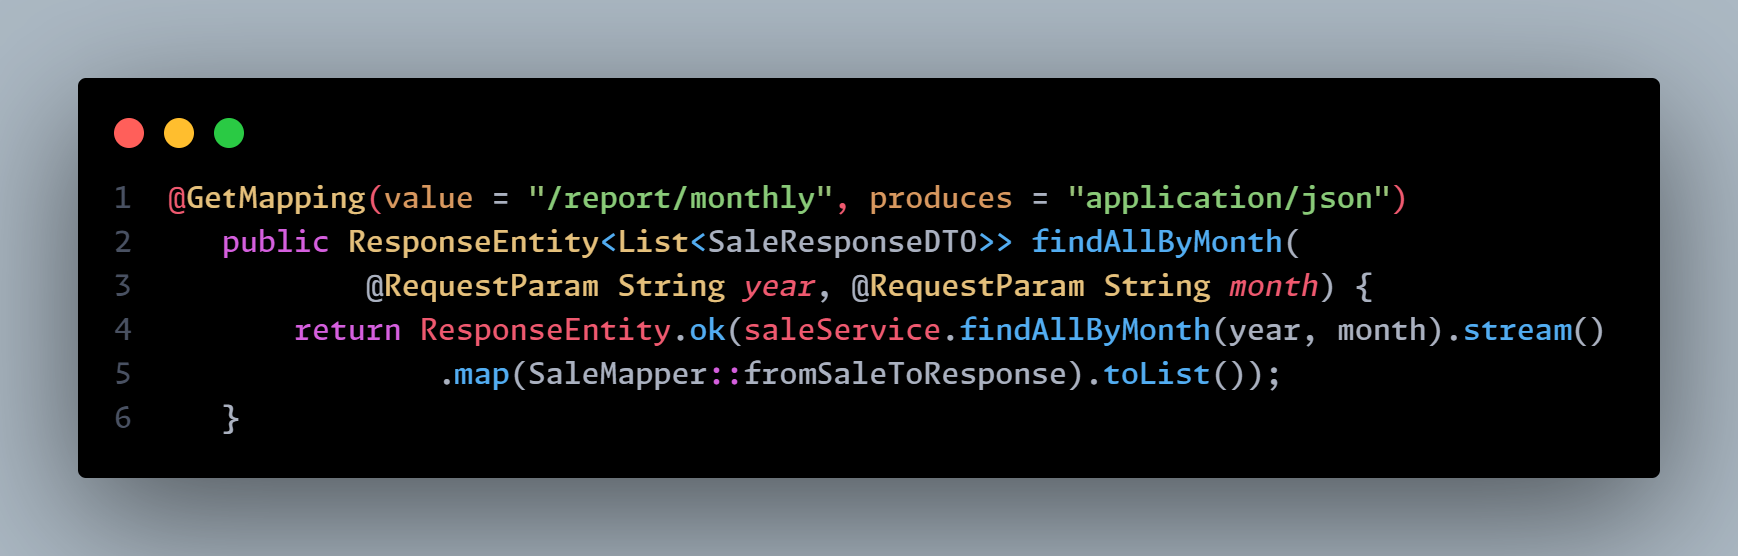 1 @GetMapping(value = "/report/monthly", produces = "application/json")
2 public ResponseEntity<List<SaleResponseDTO>> findAllByMonth(
3 @RequestParam String year, @RequestParam String month) {
4 return ResponseEntity.ok(saleService.findAllByMonth(year, month).stream()
5 .map(SaleMapper::fromSaleToResponse).toList());
6 }